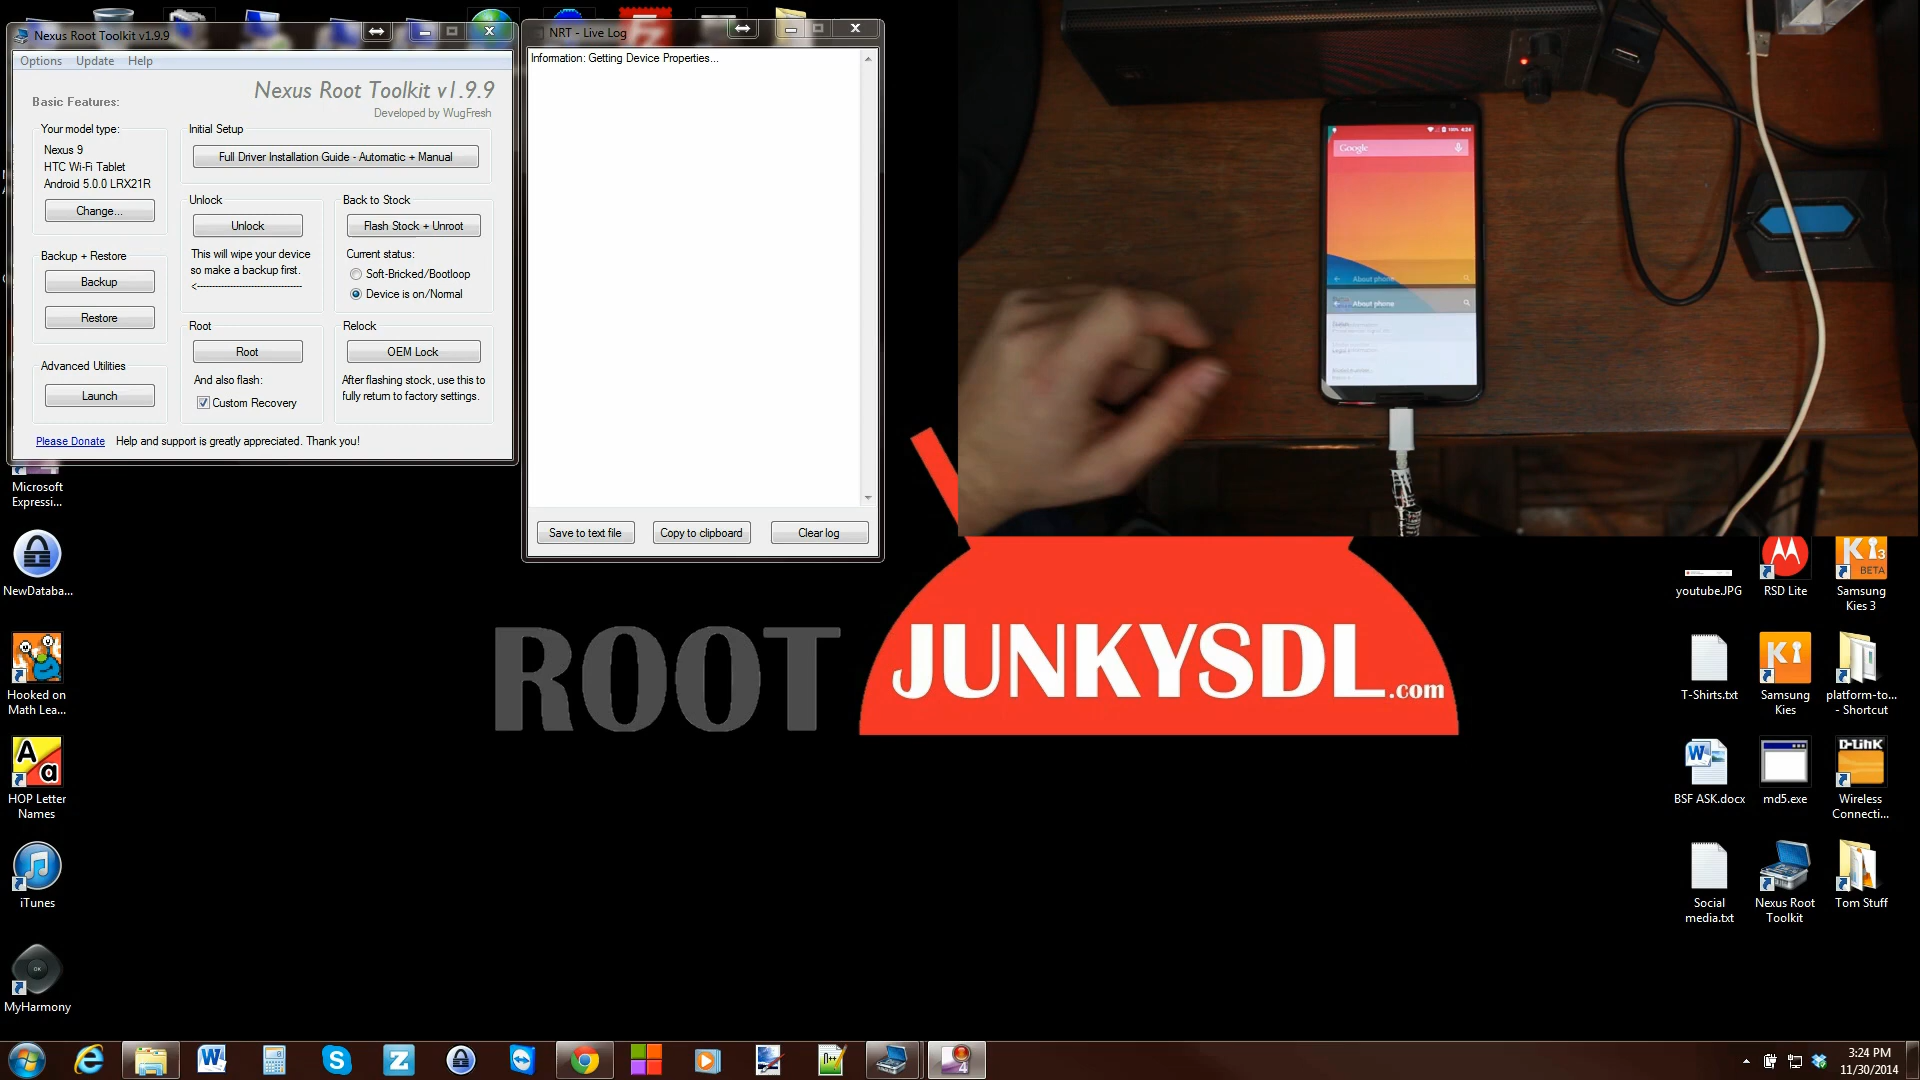 Nexus Root Toolkit v1.9.9
Options Update Help
Nexus Root Toolkit v1.9.9
Developed by WugFresh
Basic Features:
Your model type:
Nexus 9
HTC Wi-Fi Tablet
Android 5.0.0 LRX21R
Change...
Initial Setup
Full Driver Installation Guide - Automatic + Manual
Backup + Restore
Backup
Restore
Unlock
Unlock
This will wipe your device
so make a backup first.
<-----------------------------------
Back to Stock
Flash Stock + Unroot
Current status:
Soft-Bricked/Bootloop
Device is on/Normal
Advanced Utilities
Launch
Root
Root
And also flash:
Custom Recovery
Relock
OEM Lock
After flashing stock, use this to
fully return to factory settings.
Please Donate Help and support is greatly appreciated. Thank you!
NRT - Live Log
Information: Getting Device Properties...
Save to text file Copy to clipboard Clear log
100% 4:24
Google
About phone
About phone
Microsoft
Expressi...
NewDataba...
Hooked on
Math Lea...
HOP Letter
Names
iTunes
MyHarmony
ROOT
JUNKYSDL.com
youtube.JPG
RSD Lite
Samsung
Kies 3
T-Shirts.txt
Samsung
Kies
platform-to...
- Shortcut
BSF ASK.docx
md5.exe
D-Link
Wireless
Connecti...
Social
media.txt
Nexus Root
Toolkit
Tom Stuff
3:24 PM
11/30/2014